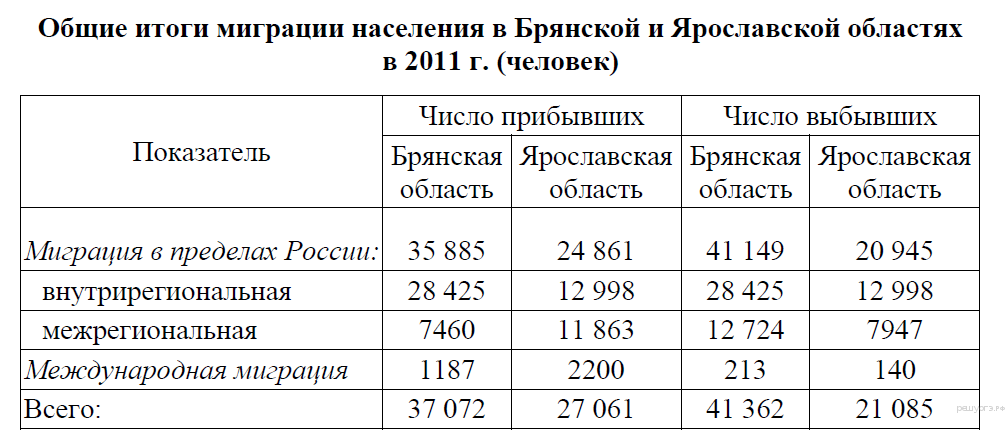 Общие итоги миграции населения в Брянской и Ярославской областях
в 2011 г. (человек)
Показатель
Число прибывших
Число выбывших
Брянская область
Ярославская область
Брянская область
Ярославская область
Миграция в пределах России: 35 885 24 861 41 149 20 945
внутрирегиональная 28 425 12 998 28 425 12 998
межрегиональная 7460 11 863 12 724 7947
Международная миграция 1187 2200 213 140
Всего: 37 072 27 061 41 362 21 085
решуогэ.рф